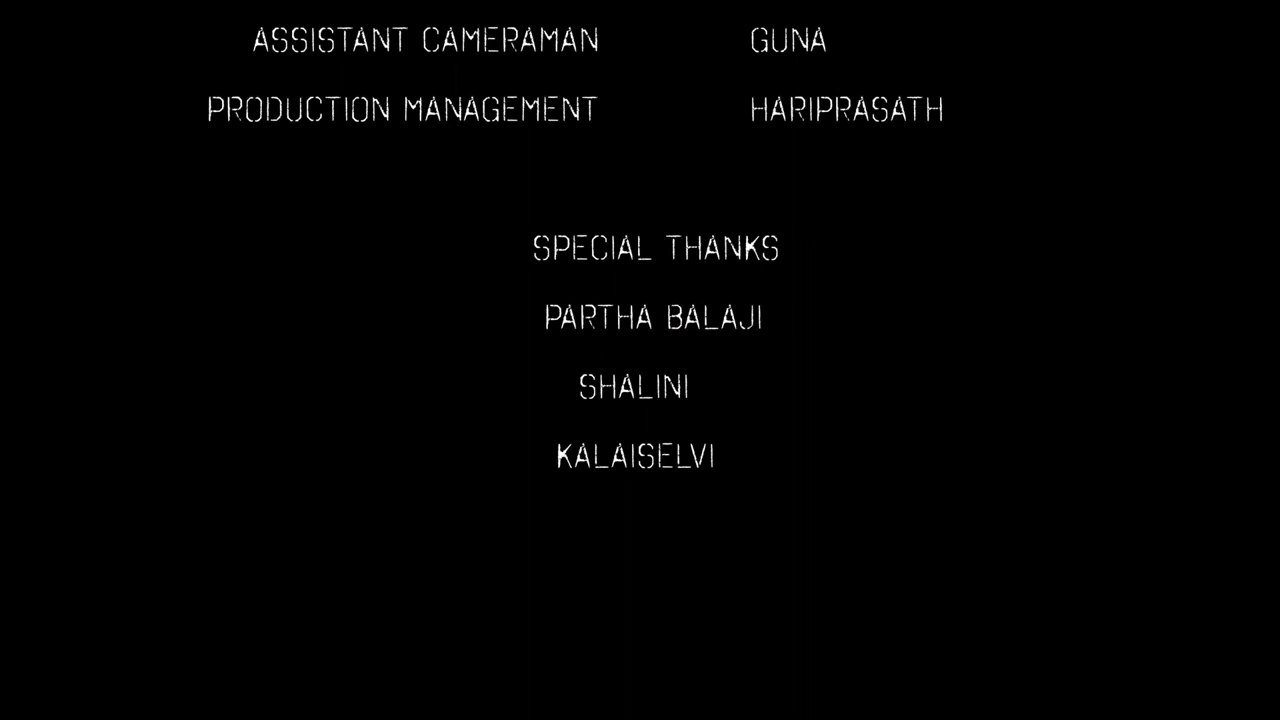 ASSISTANT CAMERAMAN GUNA
PRODUCTION MANAGEMENT HARIPRASATH
SPECIAL THANKS
PARTHA BALAJI
SHALINI
KALAISELVI